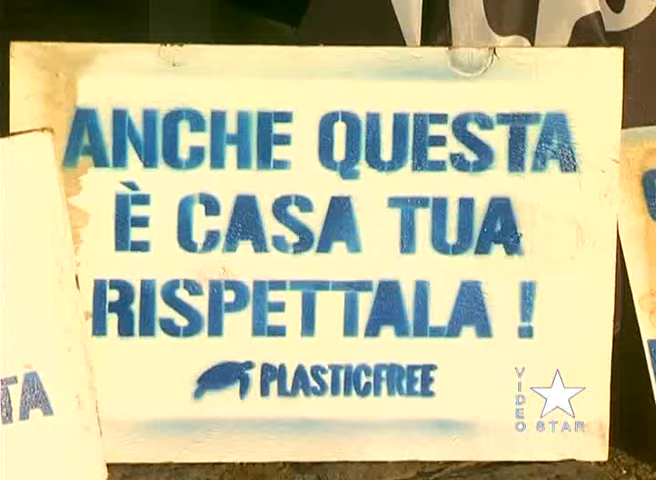 ANCHE QUESTA
È CASA TUA
RISPETTALA !
PLASTICFREE
TA
VIDEO STAR